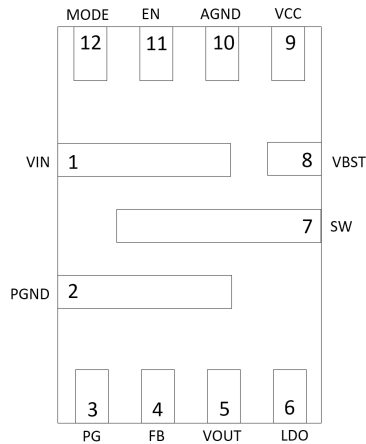 MODE EN AGND VCC
12 11 10 9
VIN 1 8 VBST
7 SW
PGND 2
3 4 5 6
PG FB VOUT LDO